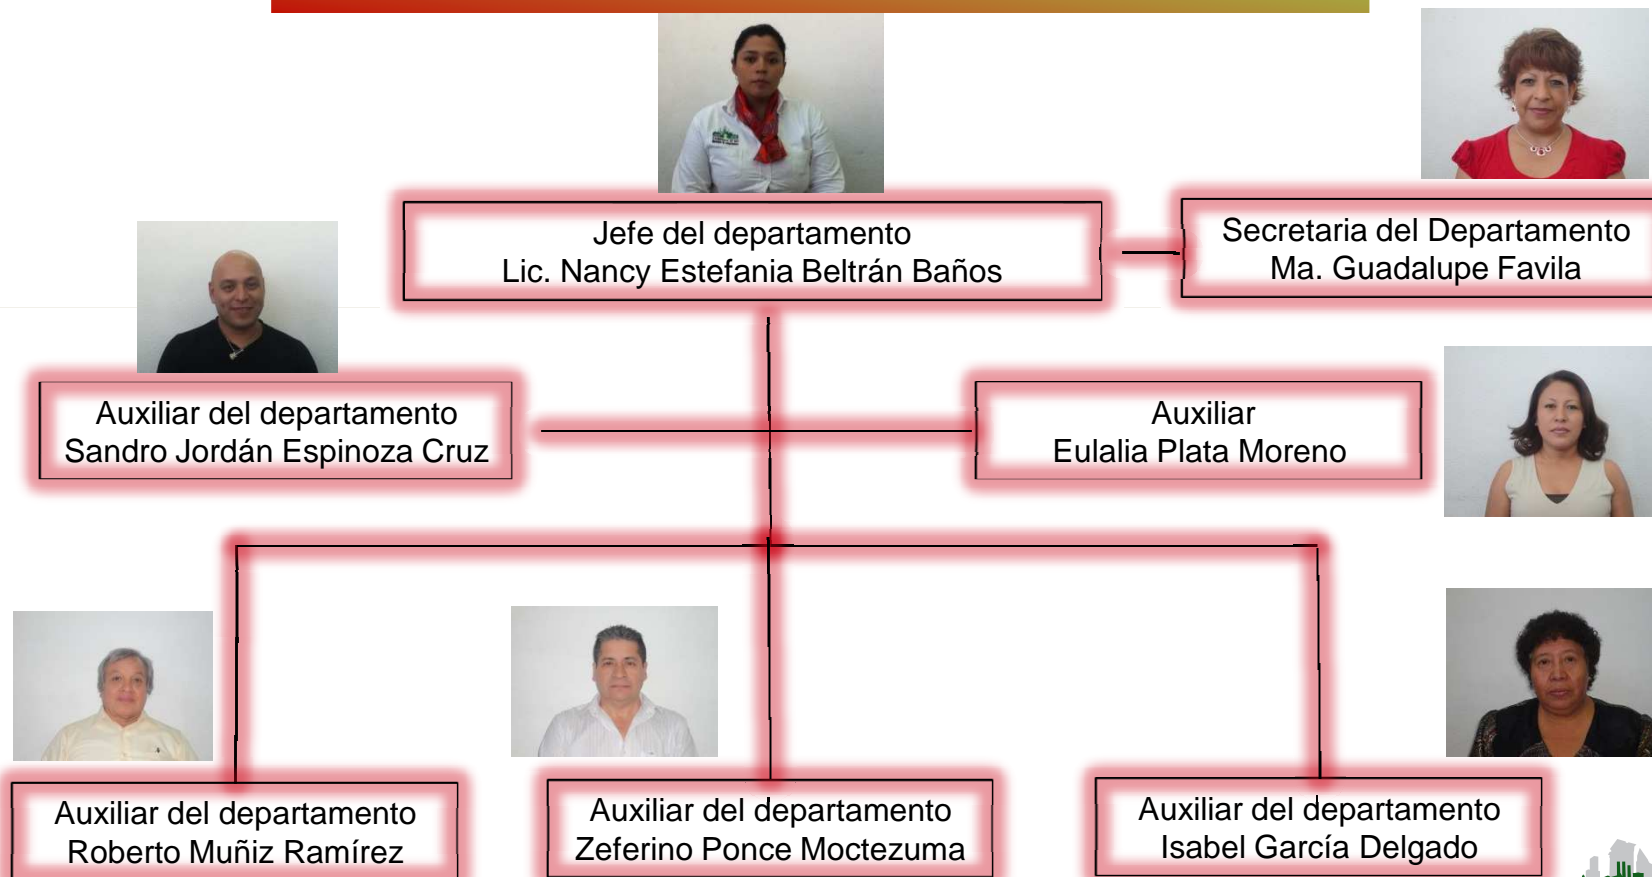 Jefe del departamento
Lic. Nancy Estefania Beltrán Baños
Secretaria del Departamento
Ma. Guadalupe Favila
Auxiliar del departamento
Sandro Jordán Espinoza Cruz
Auxiliar
Eulalia Plata Moreno
Auxiliar del departamento
Roberto Muñiz Ramírez
Auxiliar del departamento
Zeferino Ponce Moctezuma
Auxiliar del departamento
Isabel García Delgado